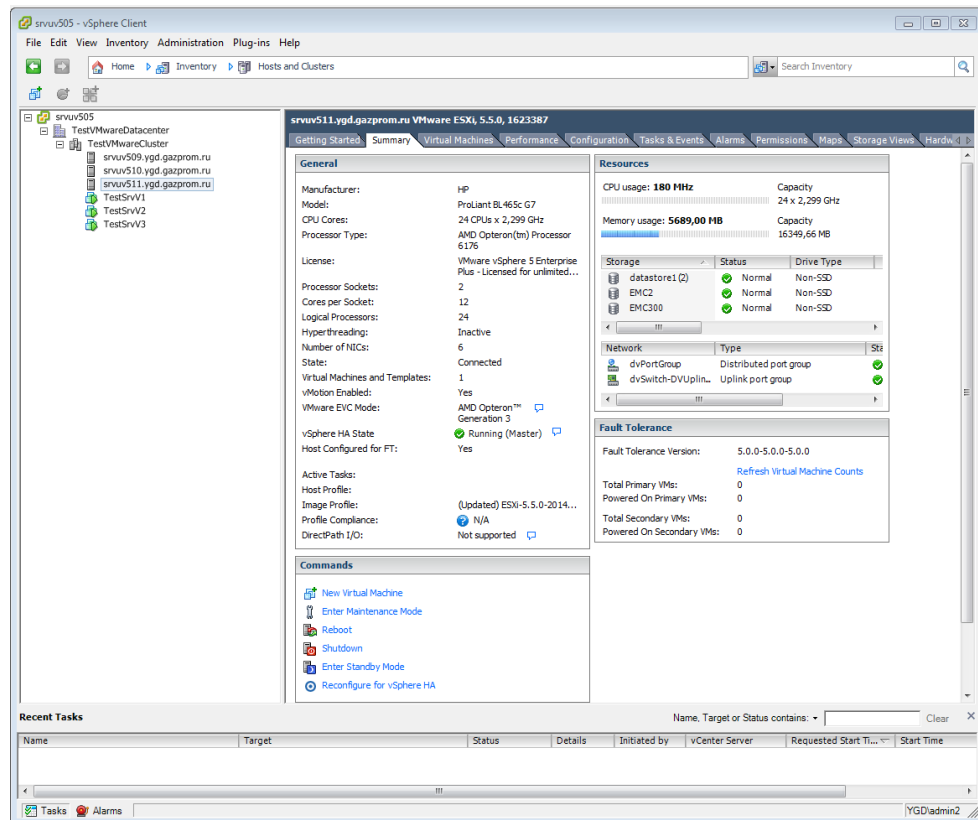 srvuv505 - vSphere Client
File Edit View Inventory Administration Plug-ins Help
Home Inventory Hosts and Clusters
Search Inventory
srvuv505
TestVMwareDatacenter
TestVMwareCluster
srvuv509.ygd.gazprom.ru
srvuv510.ygd.gazprom.ru
srvuv511.ygd.gazprom.ru
TestSrvV1
TestSrvV2
TestSrvV3
srvuv511.ygd.gazprom.ru VMware ESXi, 5.5.0, 1623387
Getting Started Summary Virtual Machines Performance Configuration Tasks & Events Alarms Permissions Maps Storage Views Hardw
General
Manufacturer: HP
Model: ProLiant BL465c G7
CPU Cores: 24 CPUs x 2,299 GHz
Processor Type: AMD Opteron(tm) Processor
6176
License: VMware vSphere 5 Enterprise
Plus - Licensed for unlimited...
Processor Sockets: 2
Cores per Socket: 12
Logical Processors: 24
Hyperthreading: Inactive
Number of NICs: 6
State: Connected
Virtual Machines and Templates: 1
vMotion Enabled: Yes
VMware EVC Mode: AMD Opteron™
Generation 3
vSphere HA State Running (Master)
Host Configured for FT: Yes
Active Tasks:
Host Profile:
Image Profile: (Updated) ESXi-5.5.0-2014...
Profile Compliance: N/A
DirectPath I/O: Not supported
Commands
New Virtual Machine
Enter Maintenance Mode
Reboot
Shutdown
Enter Standby Mode
Reconfigure for vSphere HA
Resources
CPU usage: 180 MHz Capacity
24 x 2,299 GHz
Memory usage: 5689,00 MB Capacity
16349,66 MB
Storage Status Drive Type
datastore1 (2) Normal Non-SSD
EMC2 Normal Non-SSD
EMC300 Normal Non-SSD
Network Type Sta
dvPortGroup Distributed port group
dvSwitch-DVUplin... Uplink port group
Fault Tolerance
Fault Tolerance Version: 5.0.0-5.0.0-5.0.0
Refresh Virtual Machine Counts
Total Primary VMs: 0
Powered On Primary VMs: 0
Total Secondary VMs: 0
Powered On Secondary VMs: 0
Recent Tasks
Name, Target or Status contains: Clear
Name Target Status Details Initiated by vCenter Server Requested Start Ti... Start Time
Tasks Alarms
YGD\admin2